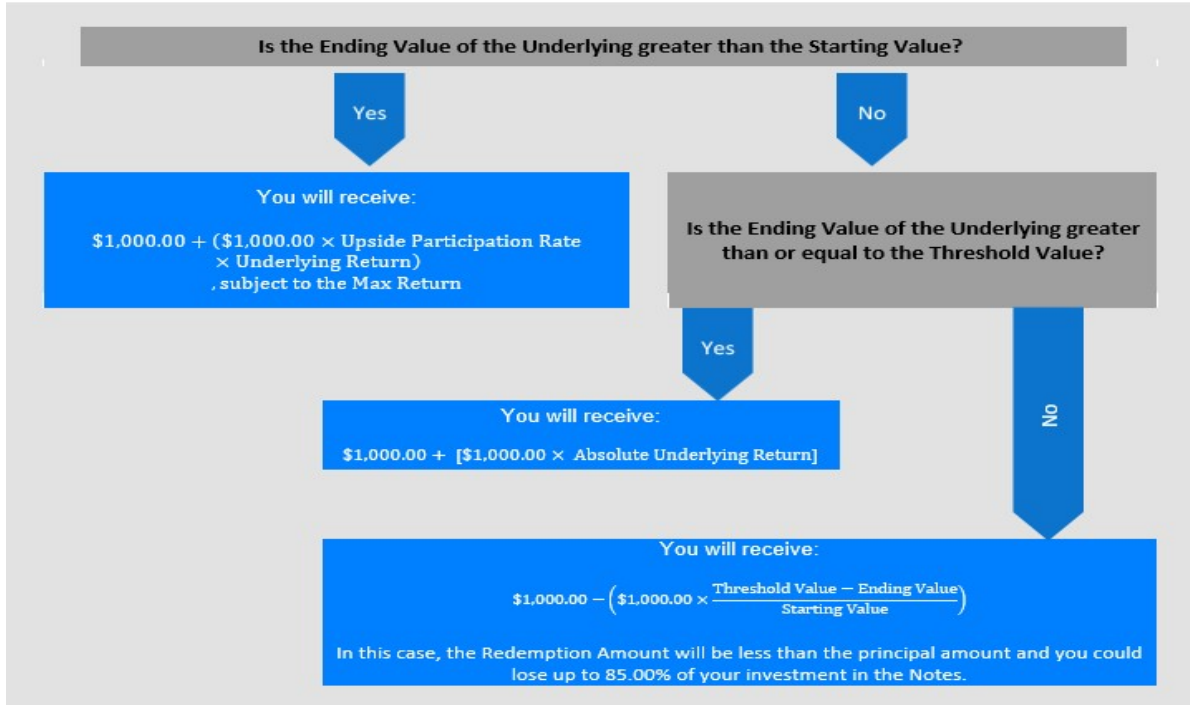 Is the Ending Value of the Underlying greater than the Starting Value?
Yes
No
You will receive:
$1,000.00 + ($1,000.00 × Upside Participation Rate
× Underlying Return)
, subject to the Max Return
Is the Ending Value of the Underlying greater
than or equal to the Threshold Value?
Yes
No
You will receive:
$1,000.00 + [$1,000.00 × Absolute Underlying Return]
You will receive:
$1,000.00 − ($1,000.00 × (Threshold Value − Ending Value) / Starting Value)
In this case, the Redemption Amount will be less than the principal amount and you could
lose up to 85.00% of your investment in the Notes.